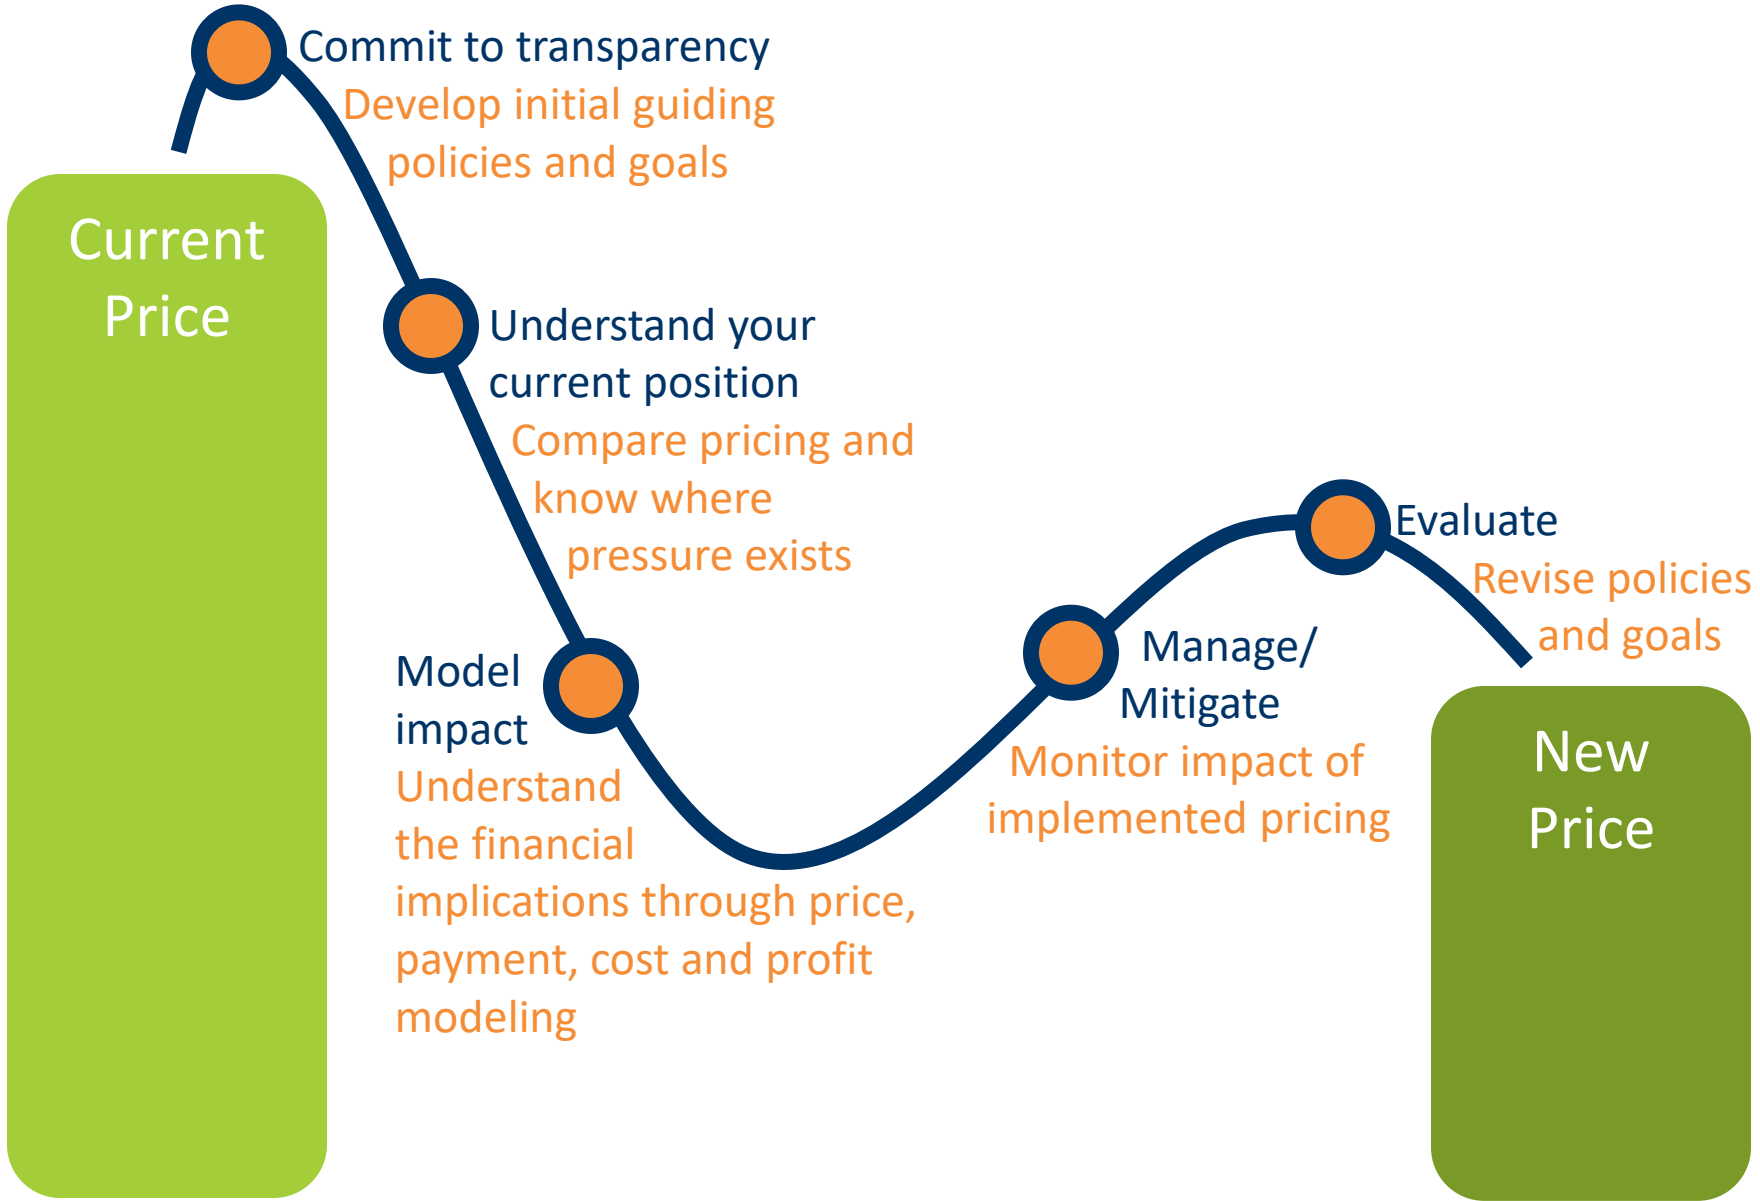 Commit to transparency
Develop initial guiding
policies and goals
Current
Price
Understand your
current position
Compare pricing and
know where
pressure exists
Model
impact
Understand
the financial
implications through price,
payment, cost and profit
modeling
Manage/
Mitigate
Monitor impact of
implemented pricing
Evaluate
Revise policies
and goals
New
Price